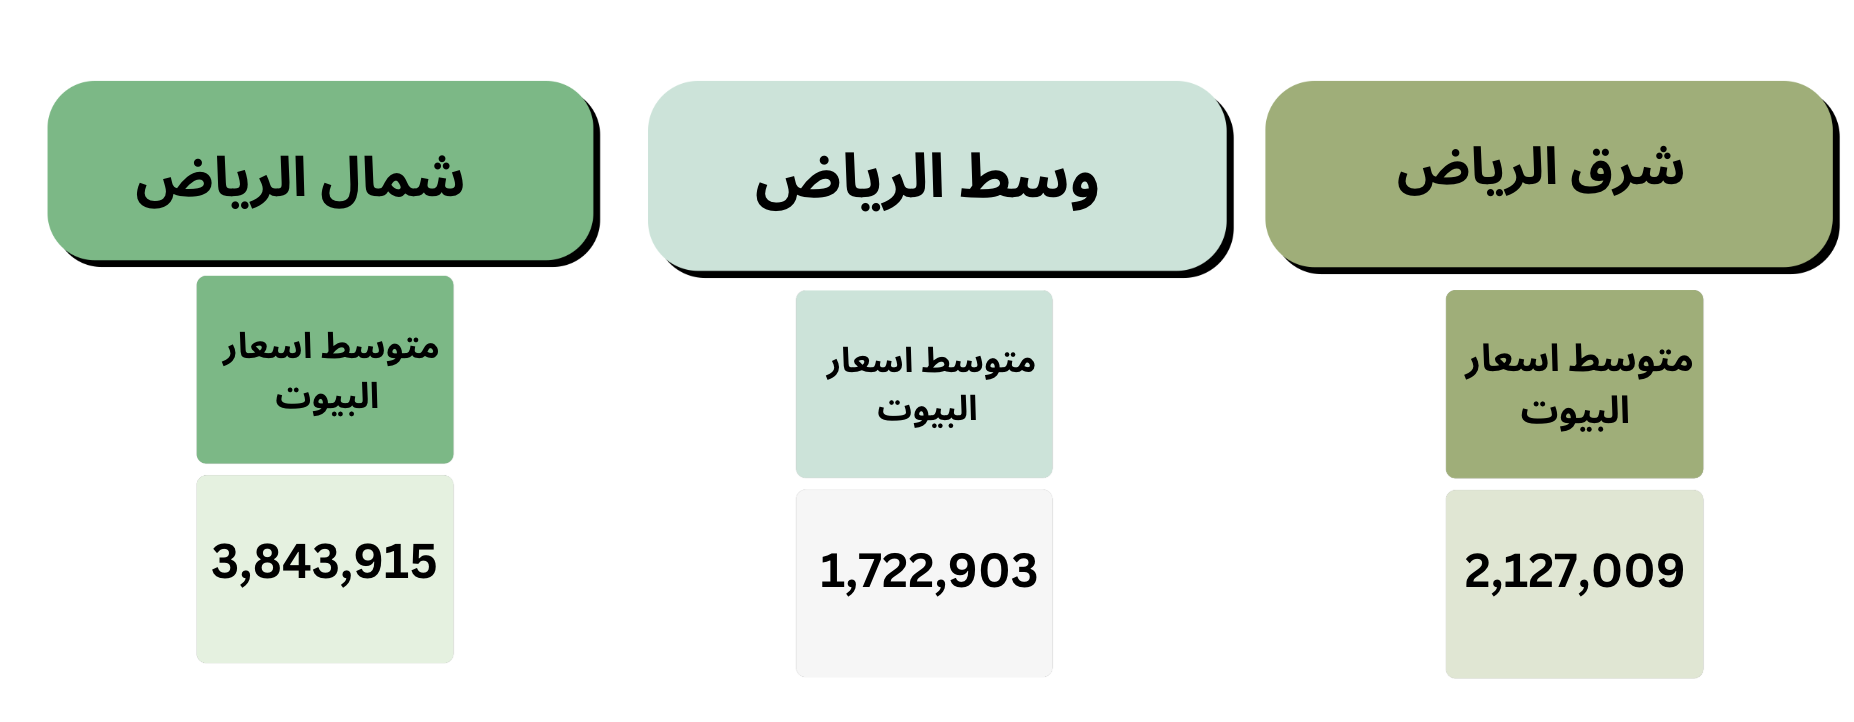 شرق الرياض
متوسط اسعار
البيوت
2,127,009
وسط الرياض
متوسط اسعار
البيوت
1,722,903
شمال الرياض
متوسط اسعار
البيوت
3,843,915